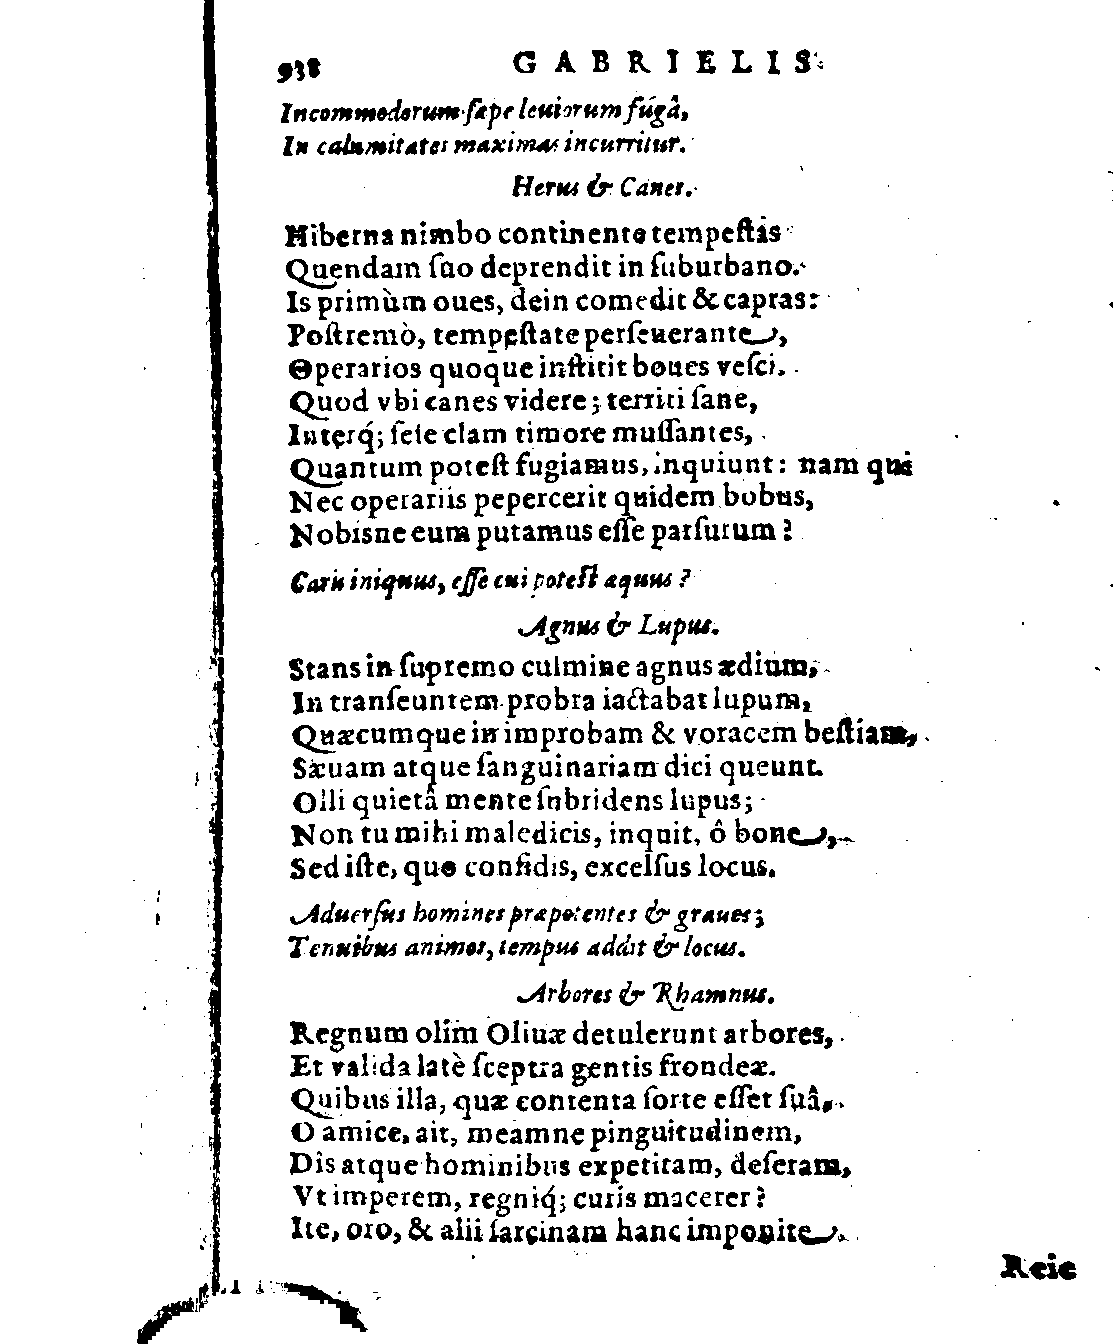 938 GABRIELIS
Incommodorum sæpe leuiorum fugâ,
In calamitates maximas incurritur.
Herus & Canes.
Hiberna nimbo continente tempeſtas
Quendam ſuo deprendit in ſuburbano.
Is primùm oues, dein comedit & capras:
Poſtremò, tempeſtate perſeuerante,
Operarios quoque inſtitit boues veſci.
Quod vbi canes videre; territi ſane,
Interq́; ſeſe clam timore muſſantes,
Quantum poteſt fugiamus, inquiunt: nam qui
Nec operariis pepercerit quidem bobus,
Nobisne eum putamus eſſe parſurum?
Caris iniquus, eſſe cui poteſt æquus?
Agnus & Lupus.
Stans in ſupremo culmine agnus ædium,
In tranſeuntem probra iactabat lupum,
Quæcumque in improbam & voracem beſtiam,
Sæuam atque ſanguinariam dici queunt.
Olli quietâ mente ſubridens lupus;
Non tu mihi maledicis, inquit, ô bone,
Sed iſte, quo confidis, excelſus locus.
Aduerſus homines præpotentes & graues;
Tenuibus animos, tempus addit & locus.
Arbores & Rhamnus.
Regnum olim Oliuæ detulerunt arbores,
Et valida latè ſceptra gentis frondeæ.
Quibus illa, quæ contenta ſorte eſſet ſuâ,
O amice, ait, meamne pinguitudinem,
Dîs atque hominibus expetitam, deſeram,
Vt imperem, regniq́; curis macerer?
Ite, oro, & alii ſarcinam hanc imponite.
Reie